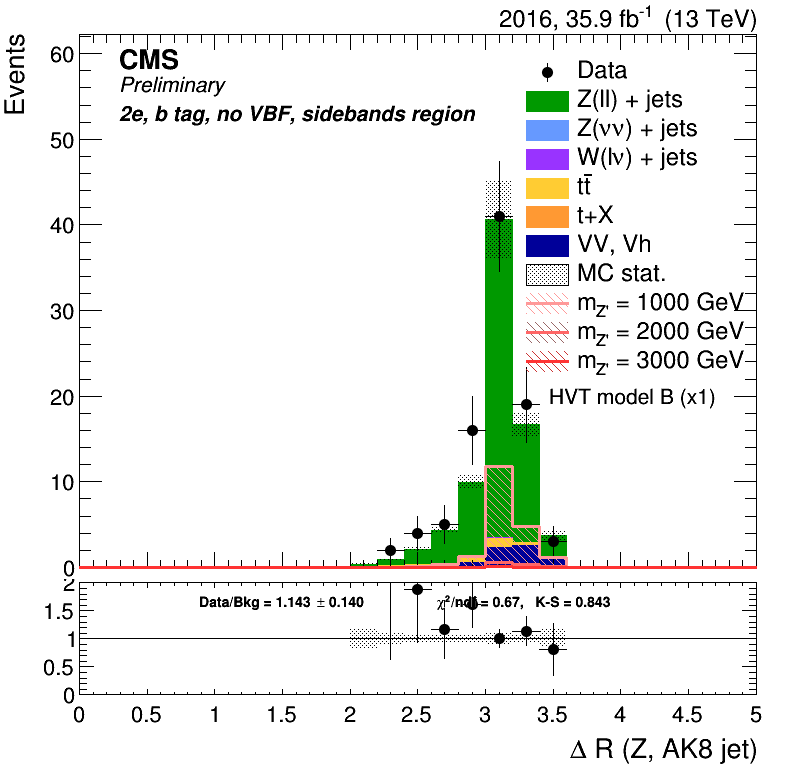 2016, 35.9 fb⁻¹ (13 TeV)
Events
CMS
Preliminary
2e, b tag, no VBF, sidebands region
Data
Z(ll) + jets
Z(νν) + jets
W(lν) + jets
tt̄
t+X
VV, Vh
MC stat.
m_Z' = 1000 GeV
m_Z' = 2000 GeV
m_Z' = 3000 GeV
HVT model B (x1)
60
50
40
30
20
10
0
Data/Bkg = 1.143 ± 0.140
χ²/ndf = 0.67, K-S = 0.843
2
1.5
1
0.5
0
0 0.5 1 1.5 2 2.5 3 3.5 4 4.5 5
Δ R (Z, AK8 jet)